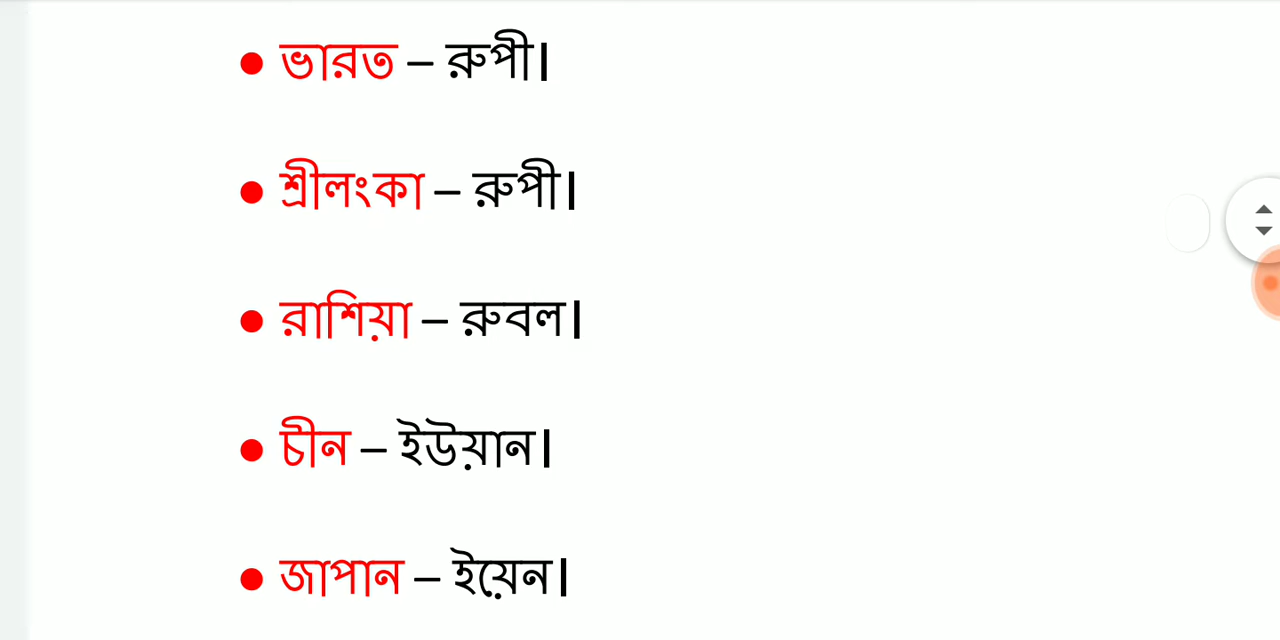 ● ভারত – রুপী।
● শ্রীলংকা – রুপী।
● রাশিয়া – রুবল।
● চীন – ইউয়ান।
● জাপান – ইয়েন।